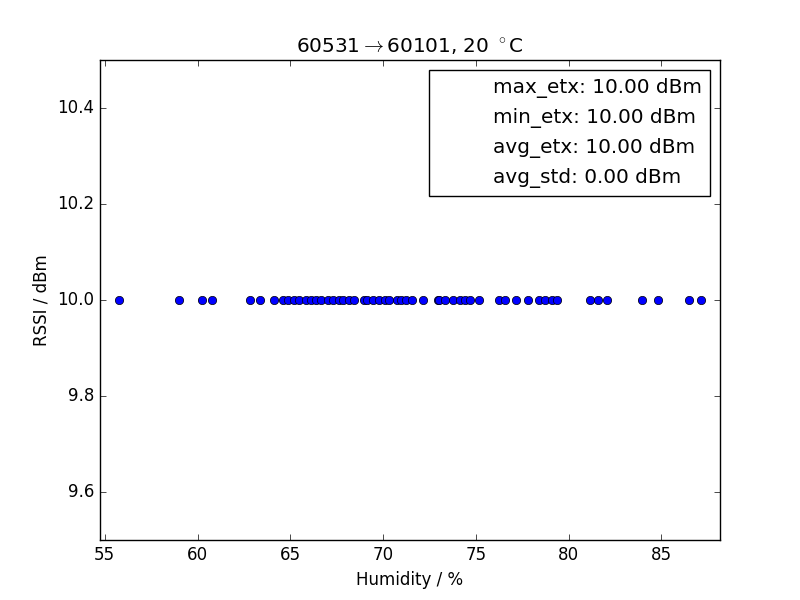 60531→60101, 20 °C
max_etx: 10.00 dBm
min_etx: 10.00 dBm
avg_etx: 10.00 dBm
avg_std: 0.00 dBm
RSSI / dBm
10.4
10.2
10.0
9.8
9.6
55 60 65 70 75 80 85
Humidity / %